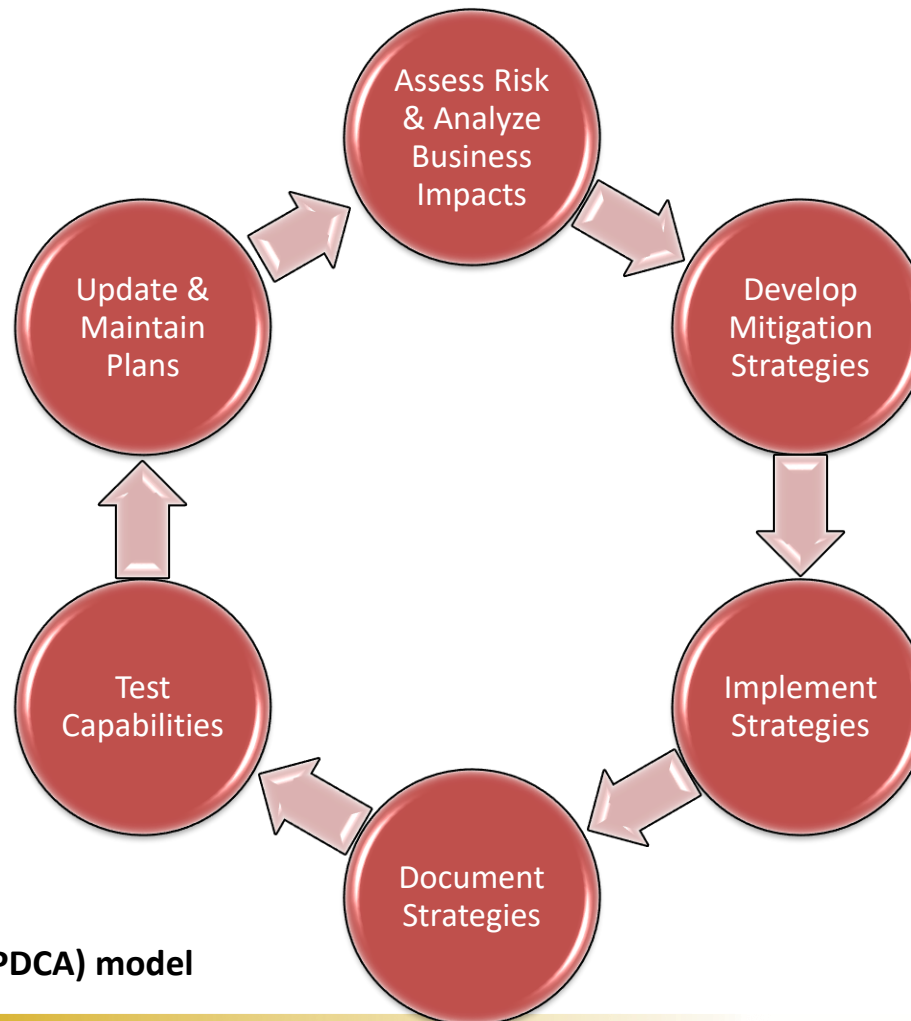 Assess Risk
& Analyze
Business
Impacts
Develop
Mitigation
Strategies
Implement
Strategies
Document
Strategies
Test
Capabilities
Update &
Maintain
Plans
PDCA) model